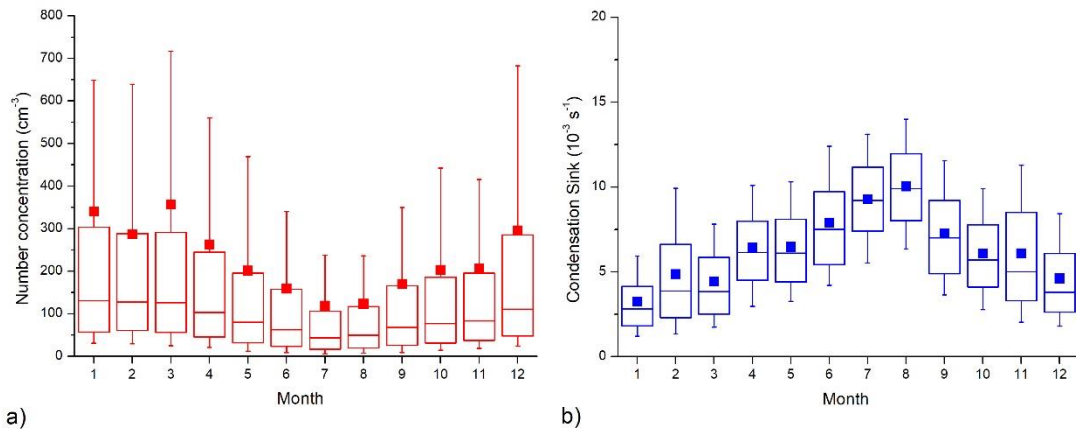 800
700
600
500
400
300
200
100
0
Number concentration (cm⁻³)
1 2 3 4 5 6 7 8 9 10 11 12
Month
a)
20
15
10
5
0
Condensation Sink (10⁻³ s⁻¹)
1 2 3 4 5 6 7 8 9 10 11 12
Month
b)